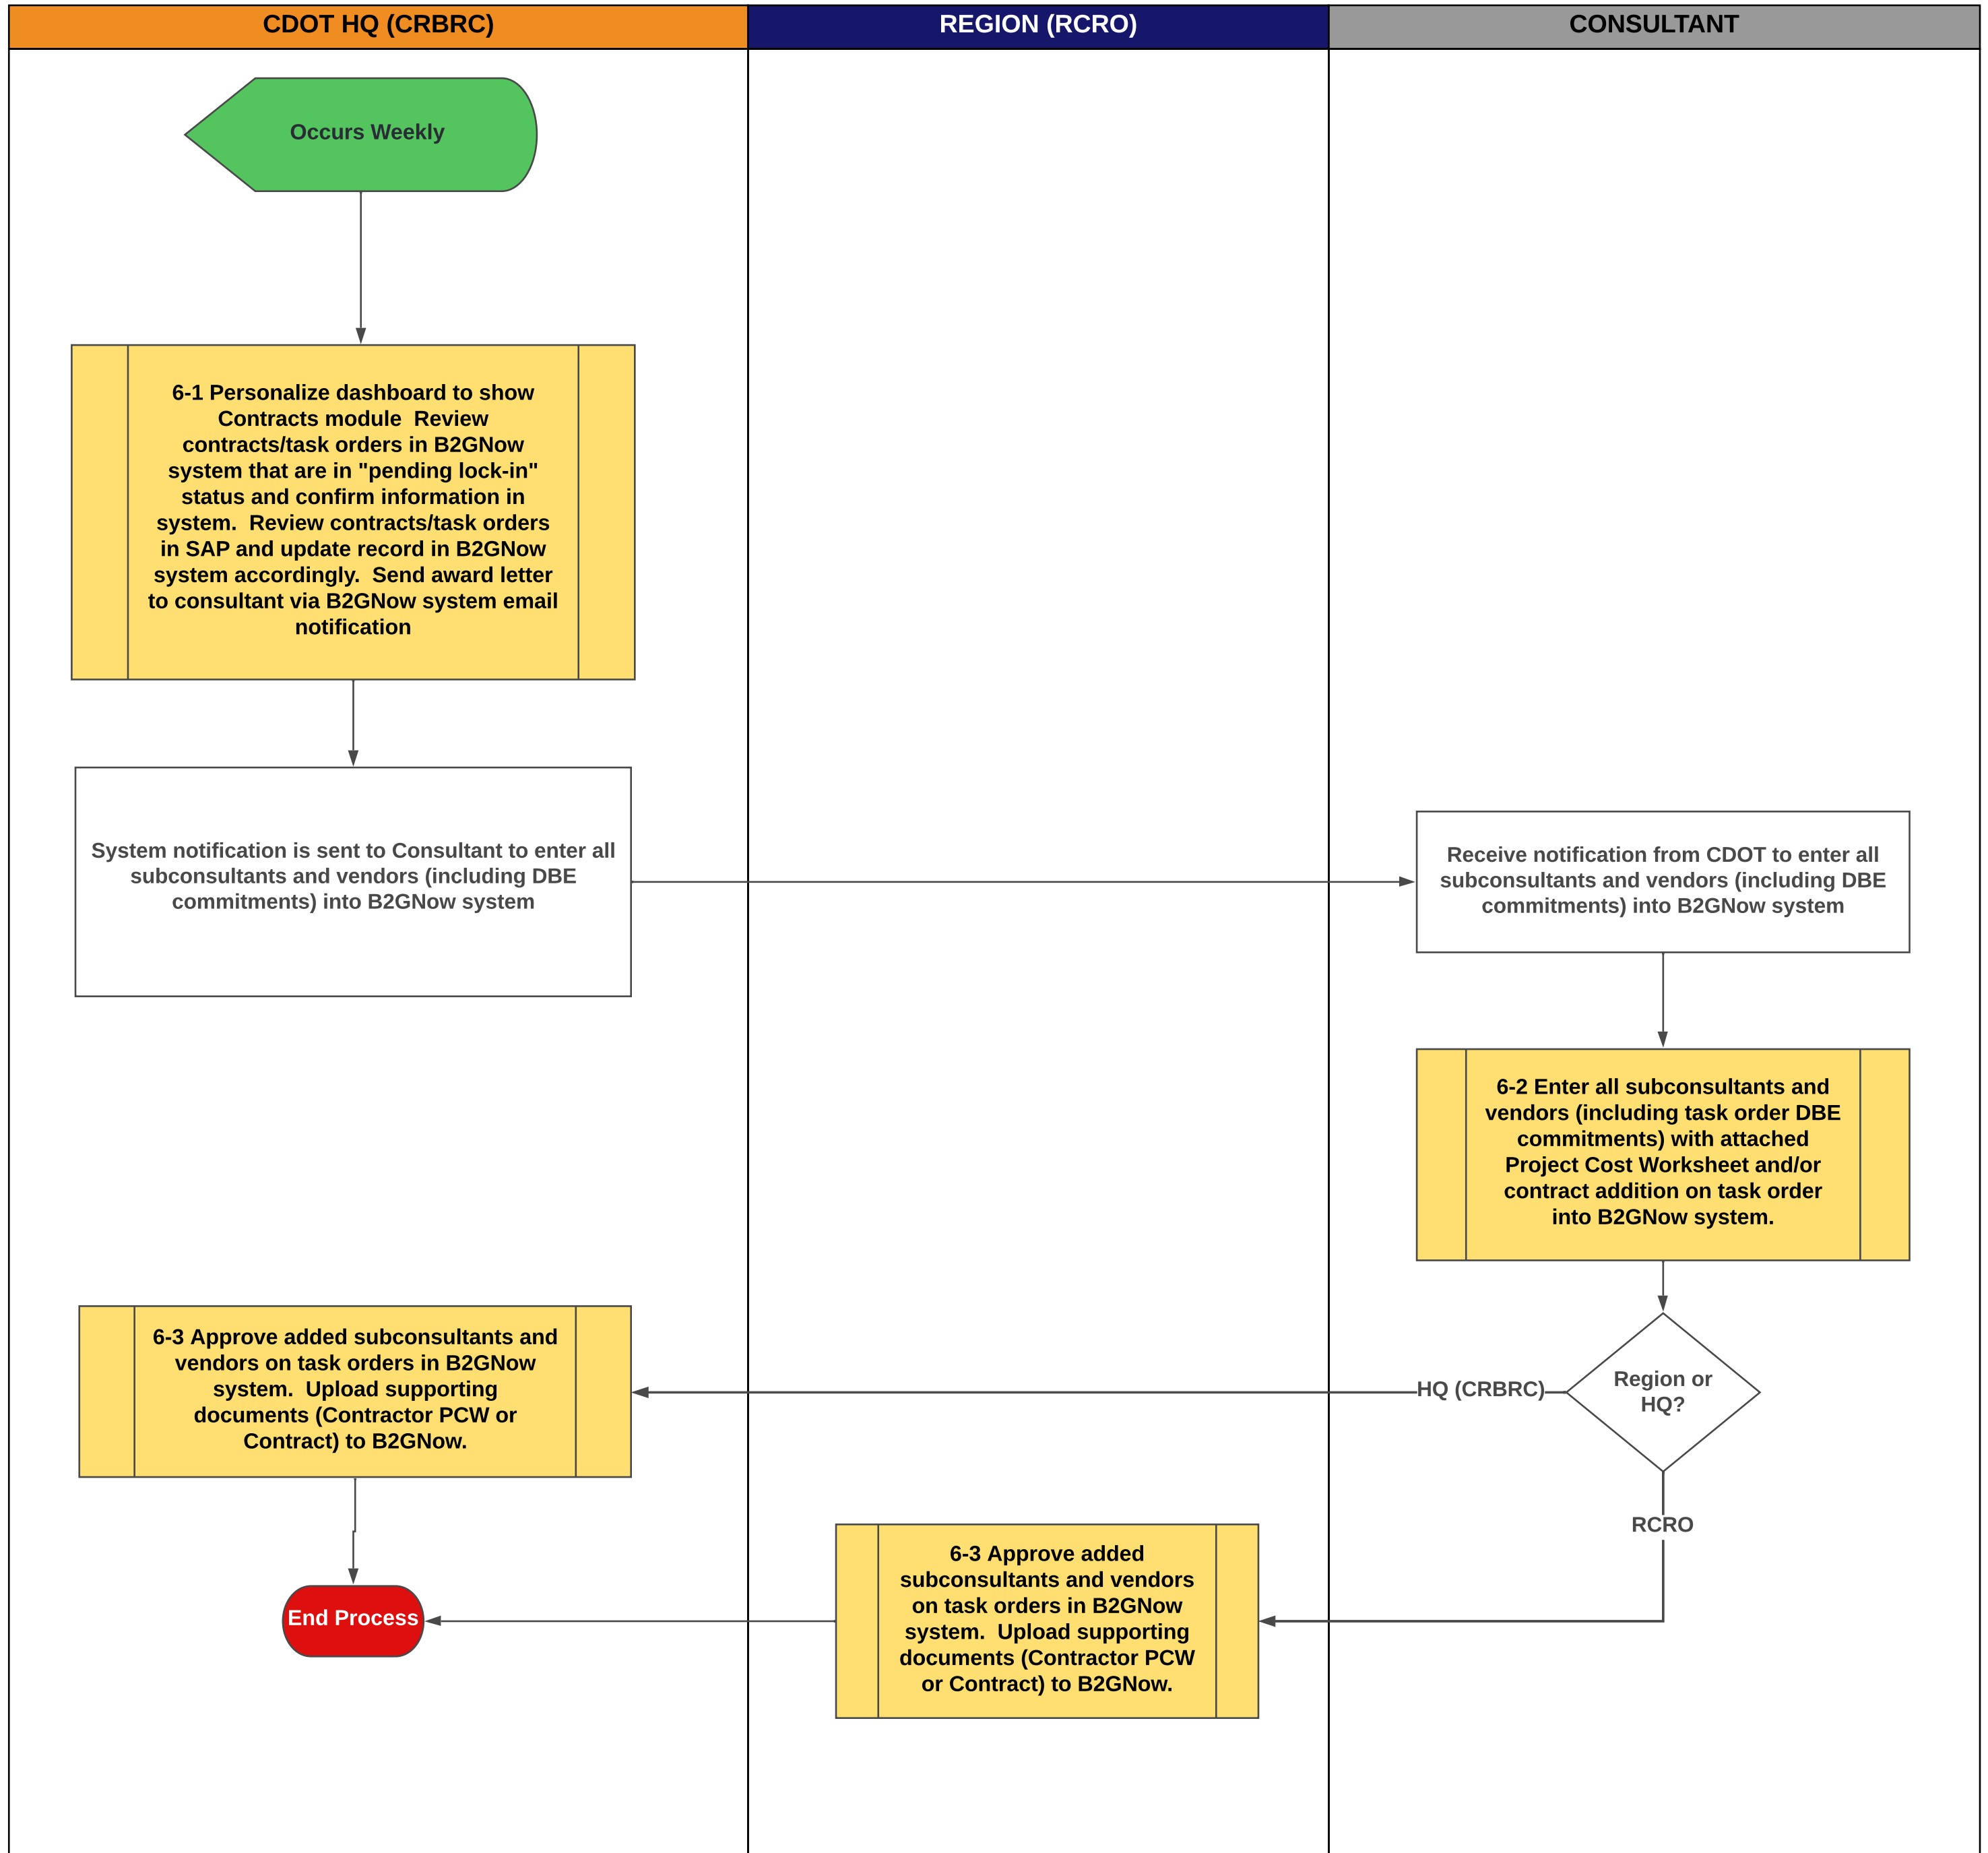 CDOT HQ (CRBRC)
REGION (RCRO)
CONSULTANT
Occurs Weekly
6-1 Personalize dashboard to show
Contracts module  Review
contracts/task orders in B2GNow
system that are in "pending lock-in"
status and confirm information in
system.  Review contracts/task orders
in SAP and update record in B2GNow
system accordingly.  Send award letter
to consultant via B2GNow system email
notification
System notification is sent to Consultant to enter all
subconsultants and vendors (including DBE
commitments) into B2GNow system
Receive notification from CDOT to enter all
subconsultants and vendors (including DBE
commitments) into B2GNow system
6-2 Enter all subconsultants and
vendors (including task order DBE
commitments) with attached
Project Cost Worksheet and/or
contract addition on task order
into B2GNow system.
Region or
HQ?
HQ (CRBRC)
RCRO
6-3 Approve added subconsultants and
vendors on task orders in B2GNow
system.  Upload supporting
documents (Contractor PCW or
Contract) to B2GNow.
6-3 Approve added
subconsultants and vendors
on task orders in B2GNow
system.  Upload supporting
documents (Contractor PCW
or Contract) to B2GNow.
End Process